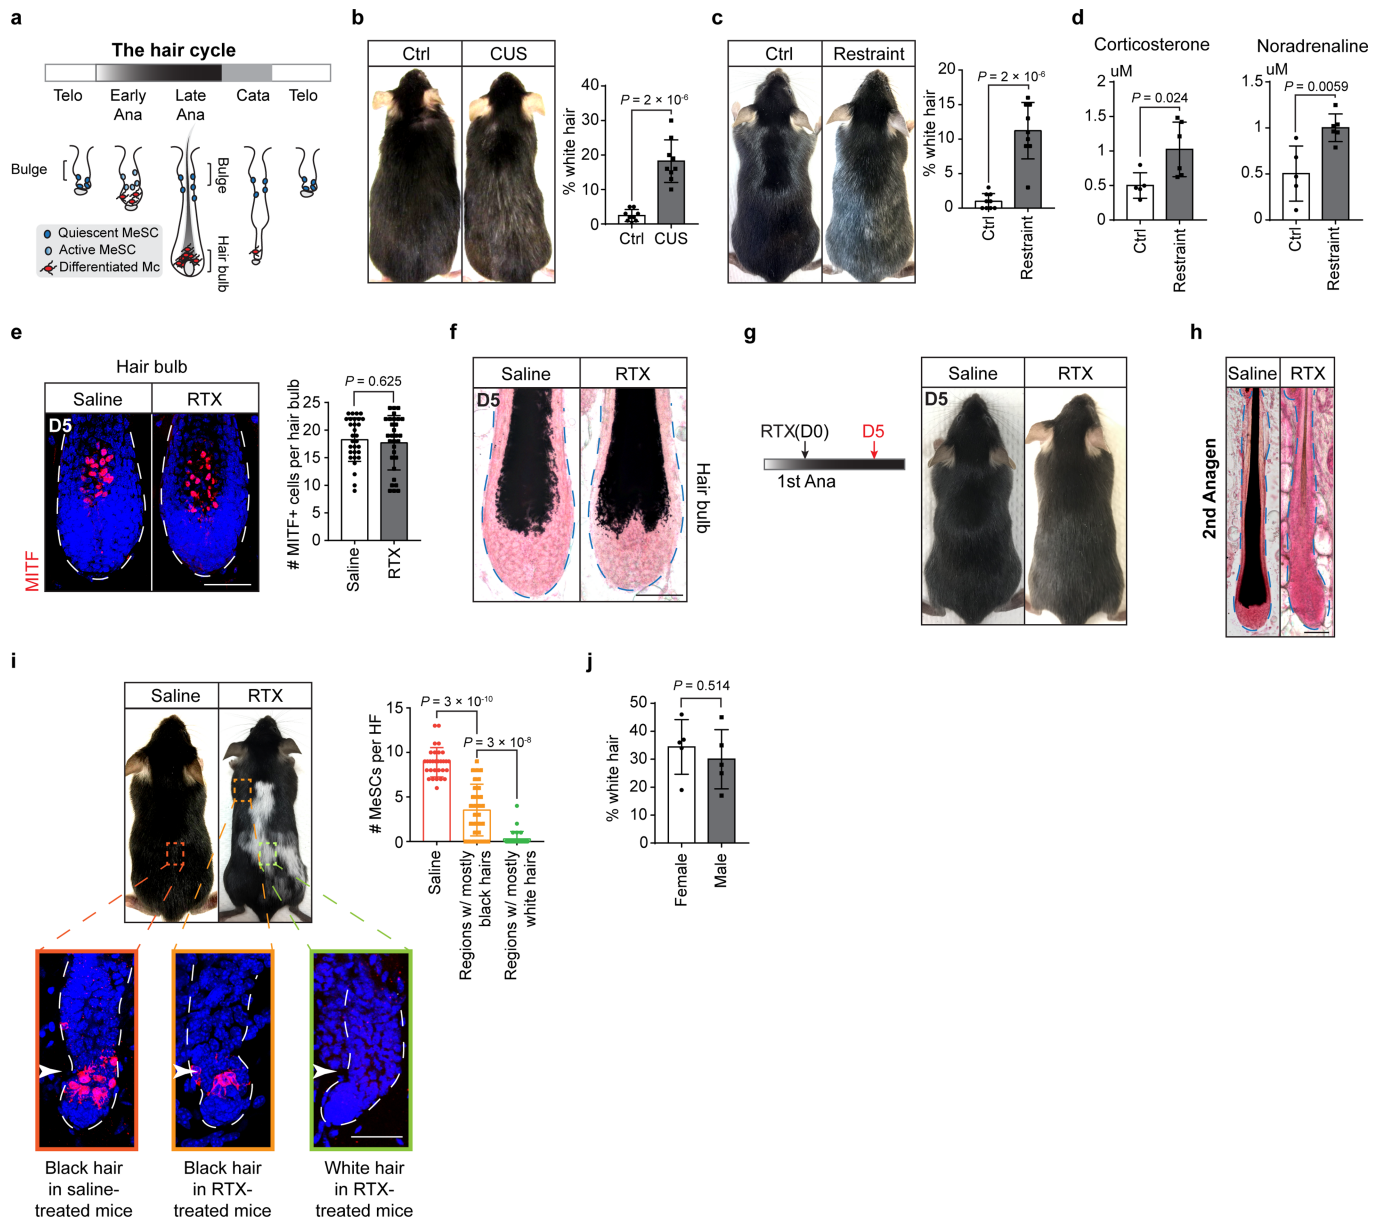 a
The hair cycle
Telo
Early
Ana
Late
Ana
Cata
Telo
Bulge
Bulge
Hair bulb
Quiescent MeSC
Active MeSC
Differentiated Mc
b
Ctrl
CUS
% white hair
40
30
20
10
0
P = 2 × 10-6
Ctrl
CUS
c
Ctrl
Restraint
% white hair
20
15
10
5
0
P = 2 × 10-6
Ctrl
Restraint
d
Corticosterone
uM
2
1.5
1
0.5
0
P = 0.024
Ctrl
Restraint
Noradrenaline
uM
1.5
1
0.5
0
P = 0.0059
Ctrl
Restraint
e
Hair bulb
Saline
RTX
D5
MITF
# MITF+ cells per hair bulb
25
20
15
10
5
0
P = 0.625
Saline
RTX
f
Saline
RTX
D5
Hair bulb
g
RTX(D0)
D5
1st Ana
Saline
RTX
D5
h
Saline
RTX
2nd Anagen
i
Saline
RTX
# MeSCs per HF
15
10
5
0
P = 3 × 10-10
P = 3 × 10-8
Saline
Regions w/ mostly
black hairs
Regions w/ mostly
white hairs
Black hair
in saline-
treated mice
Black hair
in RTX-
treated mice
White hair
in RTX-
treated mice
j
% white hair
50
40
30
20
10
0
P = 0.514
Female
Male